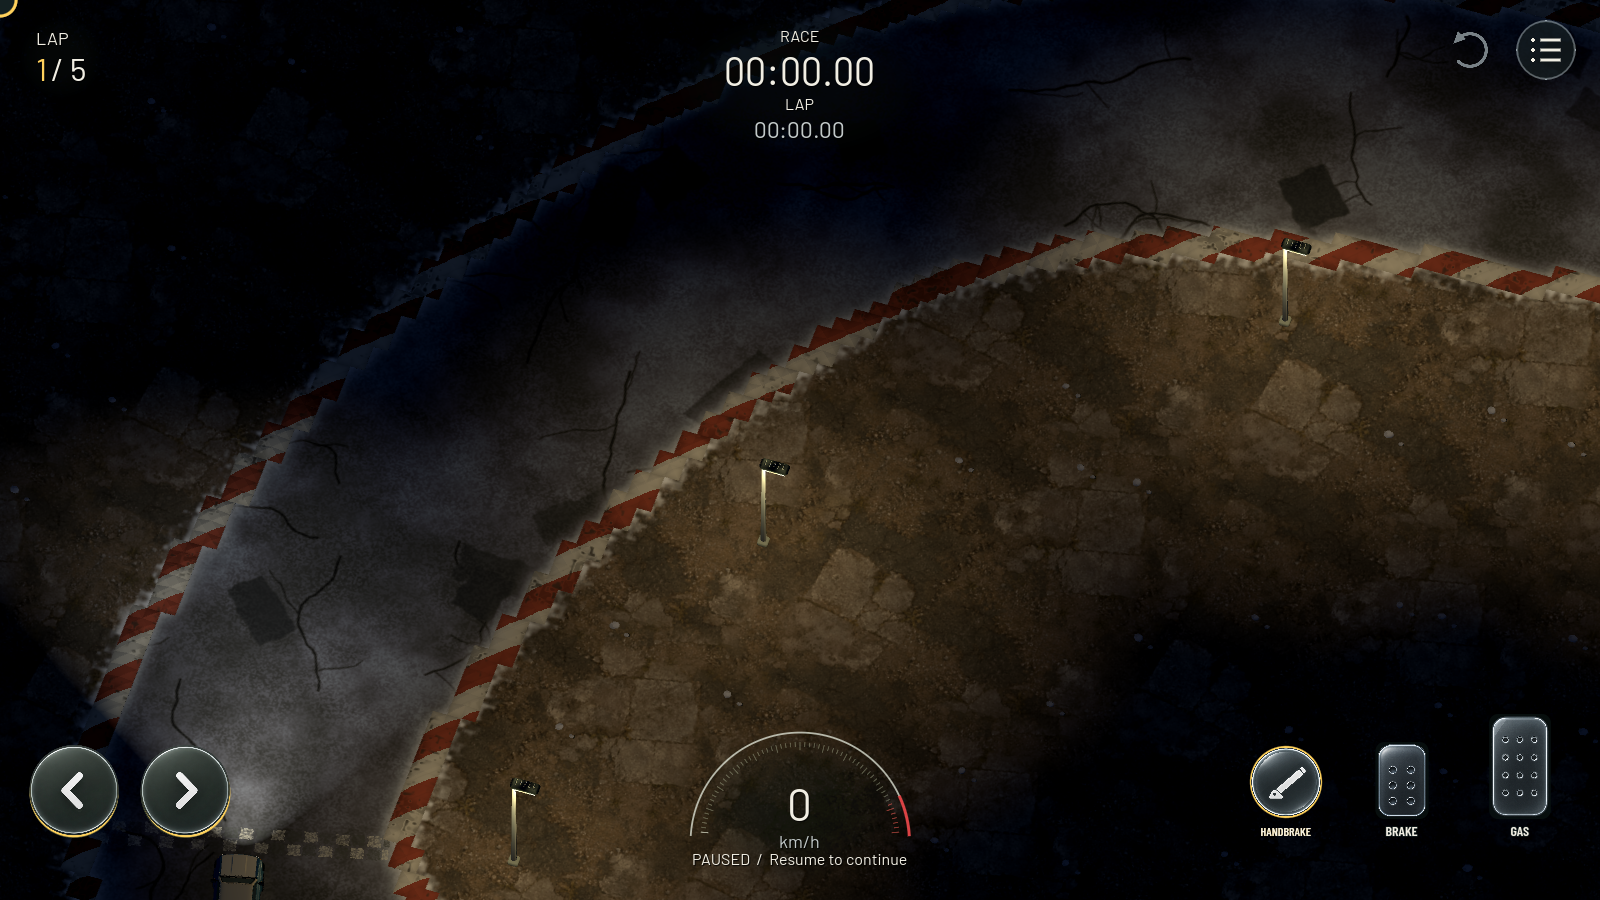 LAP
1/ 5
RACE
00:00.00
LAP
00:00.00
0
km/h
PAUSED / Resume to continue
HANDBRAKE
BRAKE
GAS